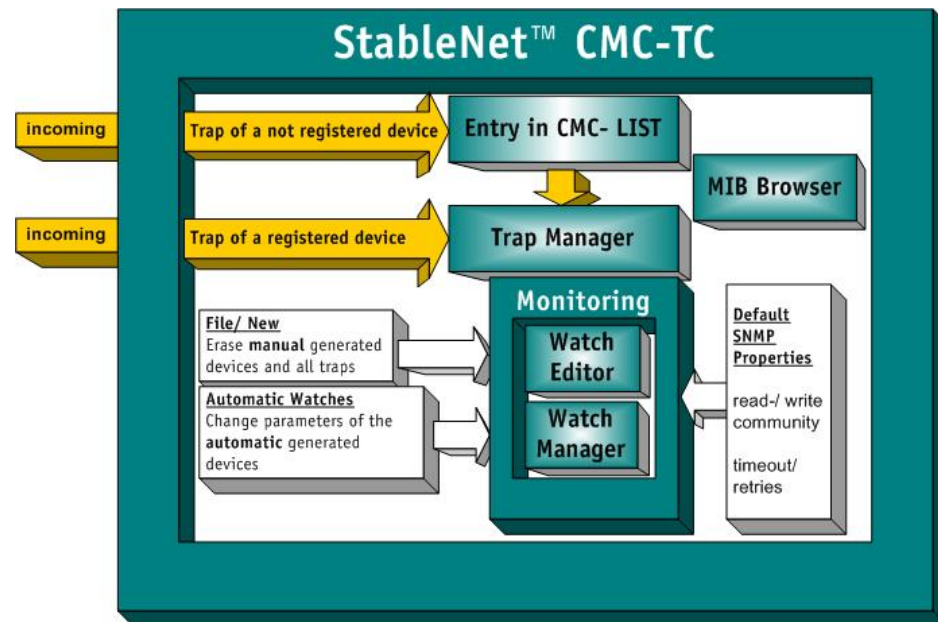 StableNet™ CMC-TC
incoming
Trap of a not registered device
Entry in CMC- LIST
MIB Browser
incoming
Trap of a registered device
Trap Manager
Monitoring
File/ New
Erase manual generated
devices and all traps
Watch
Editor
Default
SNMP
Properties
read-/ write
community
timeout/
retries
Automatic Watches
Change parameters of the
automatic generated
devices
Watch
Manager